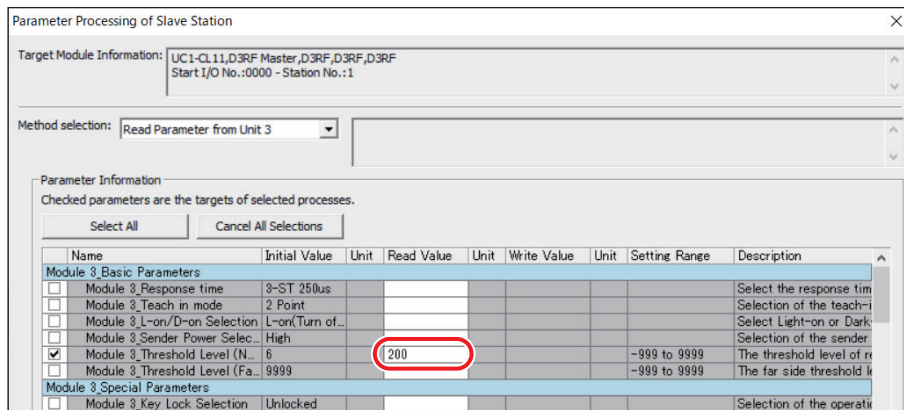 Parameter Processing of Slave Station
Target Module Information: UC1-CL11,D3RF Master,D3RF,D3RF,D3RF
Start I/O No.:0000 - Station No.:1
Method selection: Read Parameter from Unit 3
Parameter Information
Checked parameters are the targets of selected processes.
Select All Cancel All Selections
Name Initial Value Unit Read Value Unit Write Value Unit Setting Range Description
Module 3_Basic Parameters
Module 3_Response time 3-ST 250us Select the response tim
Module 3_Teach in mode 2 Point Selection of the teach-i
Module 3_L-on/D-on Selection L-on(Turn of... Select Light-on or Dark-
Module 3_Sender Power Selec... High Selection of the sender
Module 3_Threshold Level (N... 6 200 -999 to 9999 The threshold level of re
Module 3_Threshold Level (Fa... 9999 -999 to 9999 The far side threshold le
Module 3_Special Parameters
Module 3_Key Lock Selection Unlocked Selection of the operati